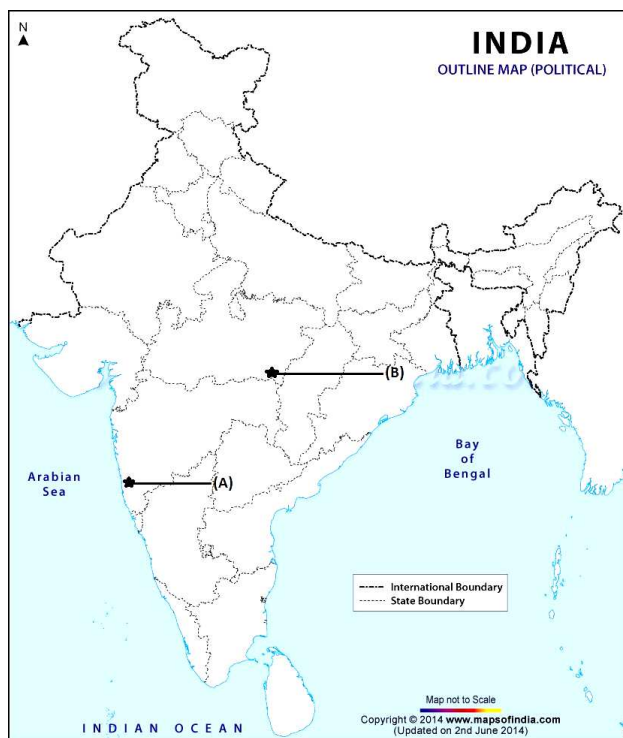 N
INDIA
OUTLINE MAP (POLITICAL)
(B)
(A)
Arabian
Sea
Bay
of
Bengal
International Boundary
State Boundary
Map not to Scale
Copyright © 2014 www.mapsofindia.com
(Updated on 2nd June 2014)
INDIAN OCEAN